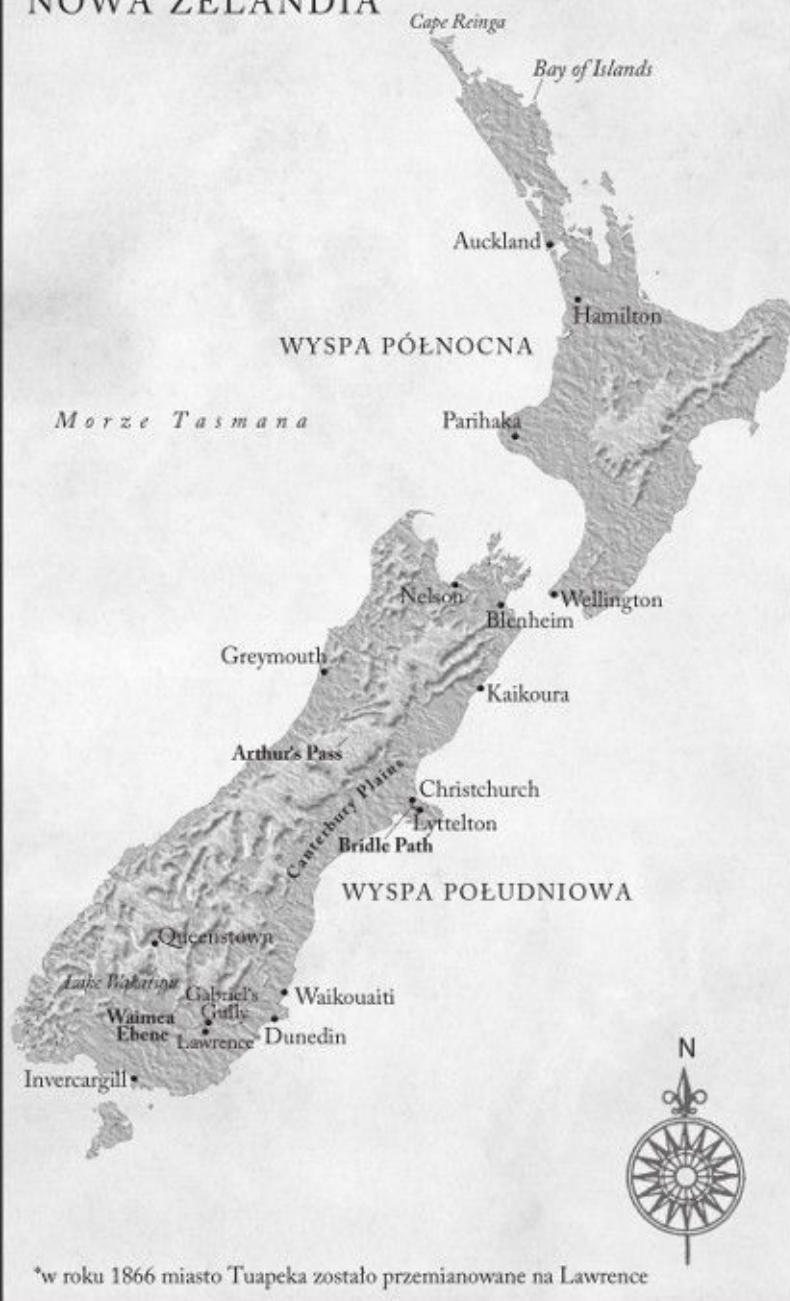 NOWA ZELANDIA
Cape Reinga
Bay of Islands
Auckland
Hamilton
WYSPA PÓŁNOCNA
Morze Tasmana
Parihaka
Nelson
Wellington
Blenheim
Greymouth
Kaikoura
Arthur's Pass
Canterbury Plains
Christchurch
Lyttelton
Bridle Path
WYSPA POŁUDNIOWA
Queenstown
Lake Wakatipu
Gabriel's
Gully
Waikouaiti
Waimea
Ebene
Lawrence*
Dunedin
Invercargill
N
*w roku 1866 miasto Tuapeka zostało przemianowane na Lawrence